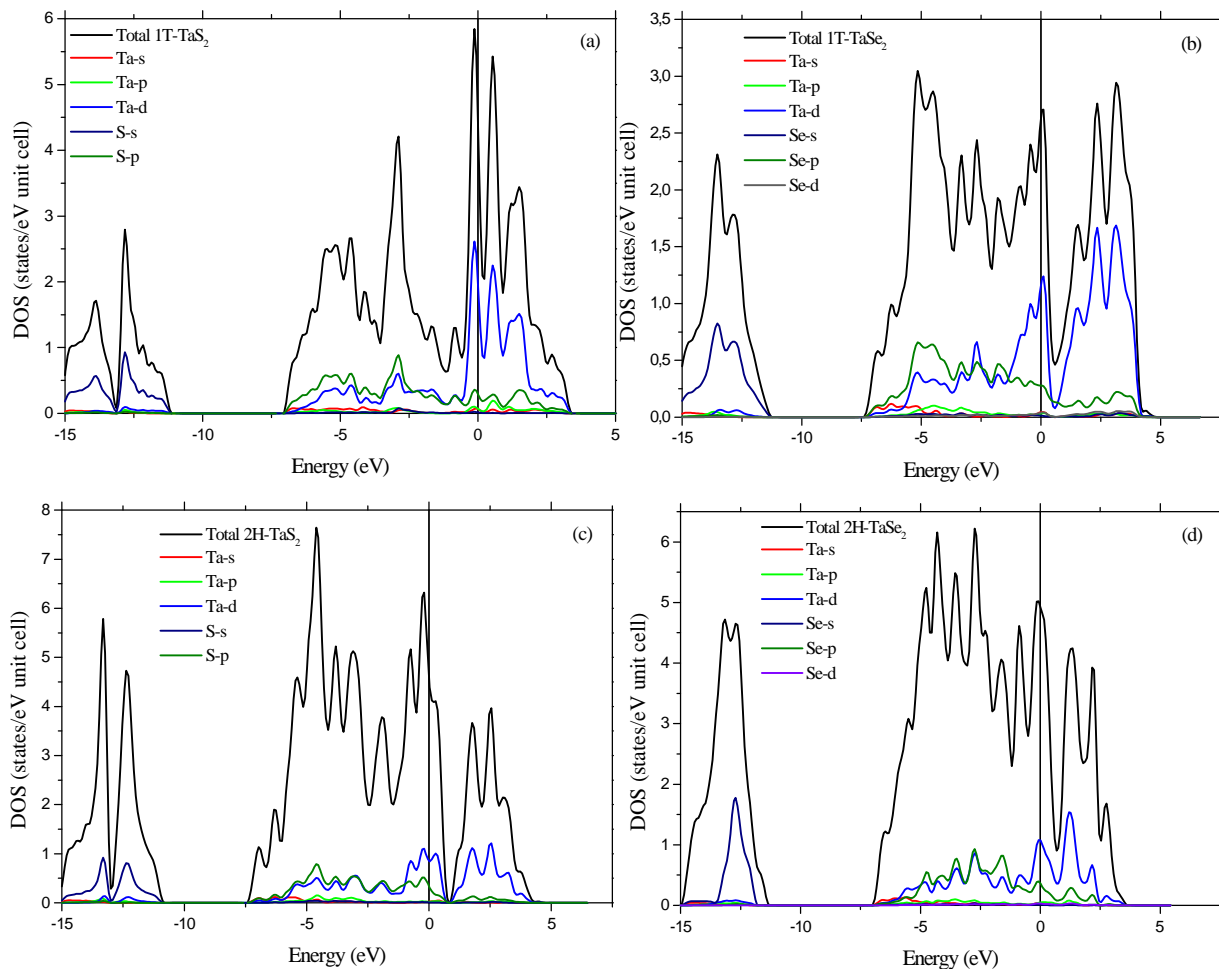 (a)
Total 1T-TaS₂
Ta-s
Ta-p
Ta-d
S-s
S-p
6
5
4
3
2
1
0
DOS (states/eV unit cell)
-15 -10 -5 0 5
Energy (eV)
(b)
Total 1T-TaSe₂
Ta-s
Ta-p
Ta-d
Se-s
Se-p
Se-d
3,5
3,0
2,5
2,0
1,5
1,0
0,5
0,0
DOS (states/eV unit cell)
-15 -10 -5 0 5
Energy (eV)
(c)
Total 2H-TaS₂
Ta-s
Ta-p
Ta-d
S-s
S-p
8
7
6
5
4
3
2
1
0
DOS (states/eV unit cell)
-15 -10 -5 0 5
Energy (eV)
(d)
Total 2H-TaSe₂
Ta-s
Ta-p
Ta-d
Se-s
Se-p
Se-d
6
5
4
3
2
1
0
DOS (states/eV unit cell)
-15 -10 -5 0 5
Energy (eV)